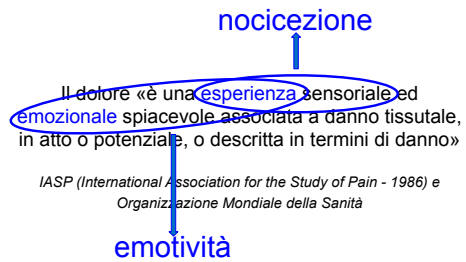 nocicezione
Il dolore «è una esperienza sensoriale ed
emozionale spiacevole associata a danno tissutale,
in atto o potenziale, o descritta in termini di danno»
IASP (International Association for the Study of Pain - 1986) e
Organizzazione Mondiale della Sanità
emotività